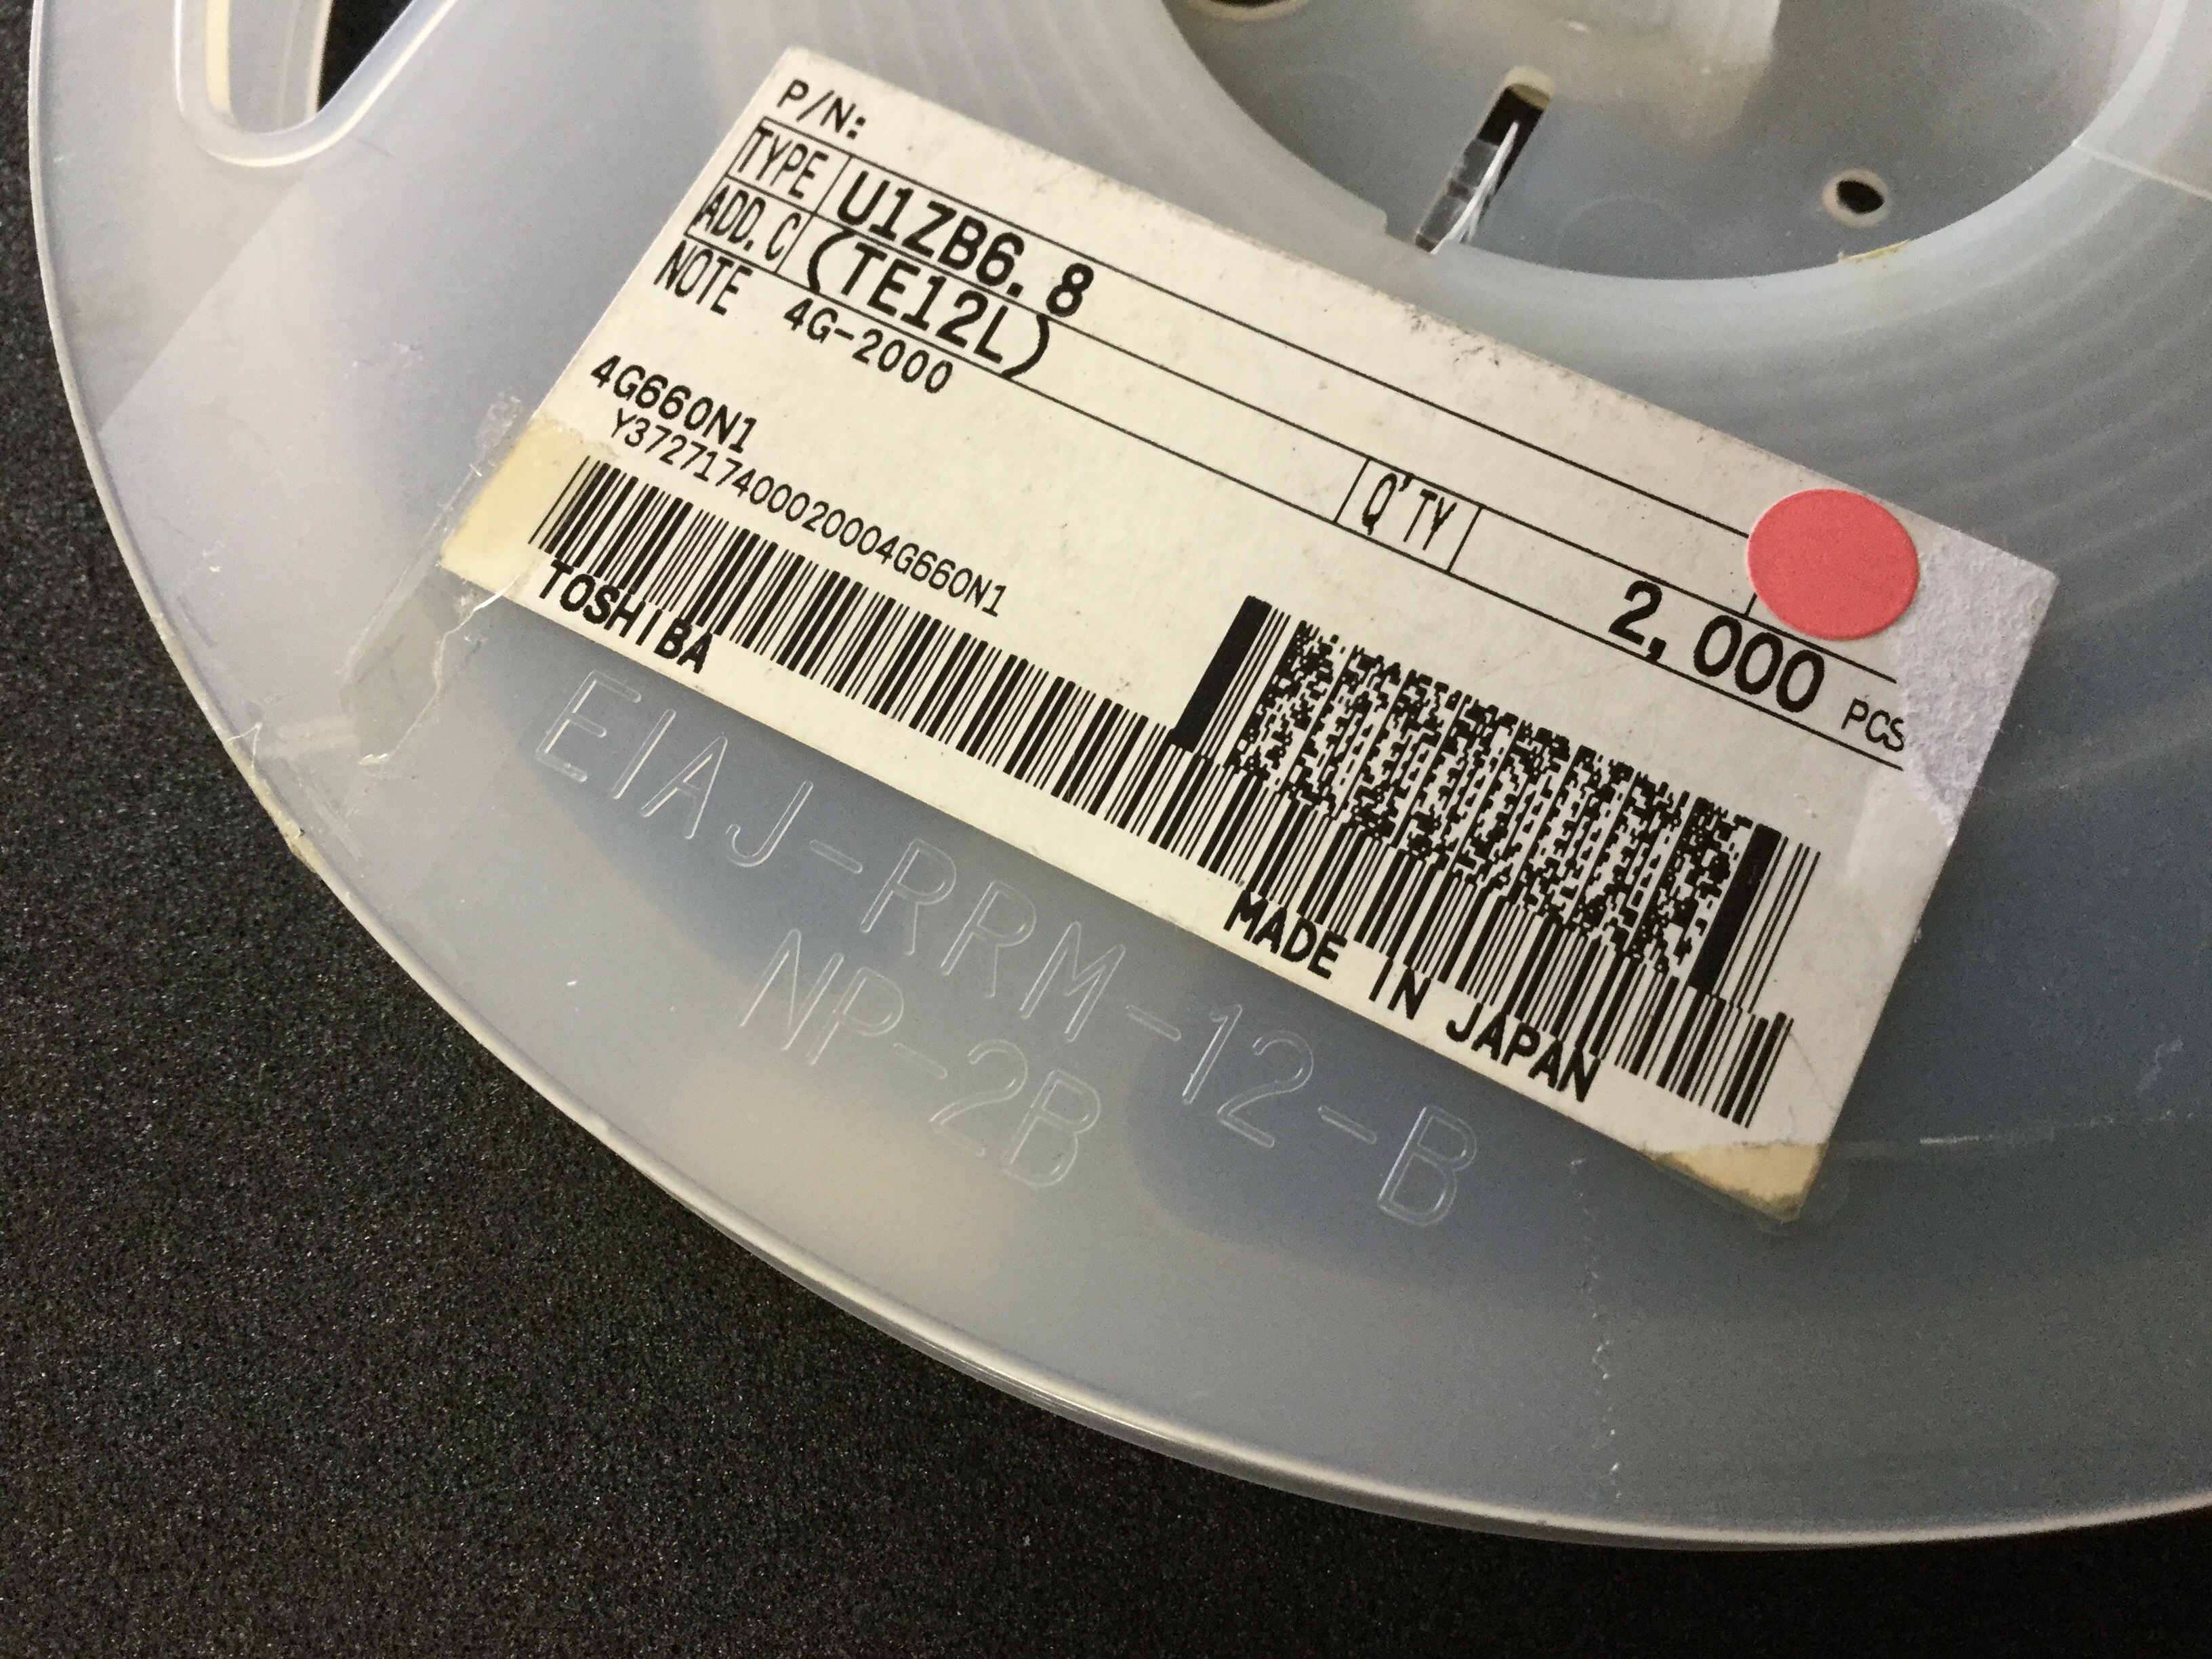 P/N:
TYPE U1ZB6.8
ADD.C (TE12L) Q'TY 2,000 PCS
NOTE 4G-2000
4G660N1
Y372717400020004G660N1
TOSHIBA MADE IN JAPAN
EIAJ-RRM-12-B
NP-2B